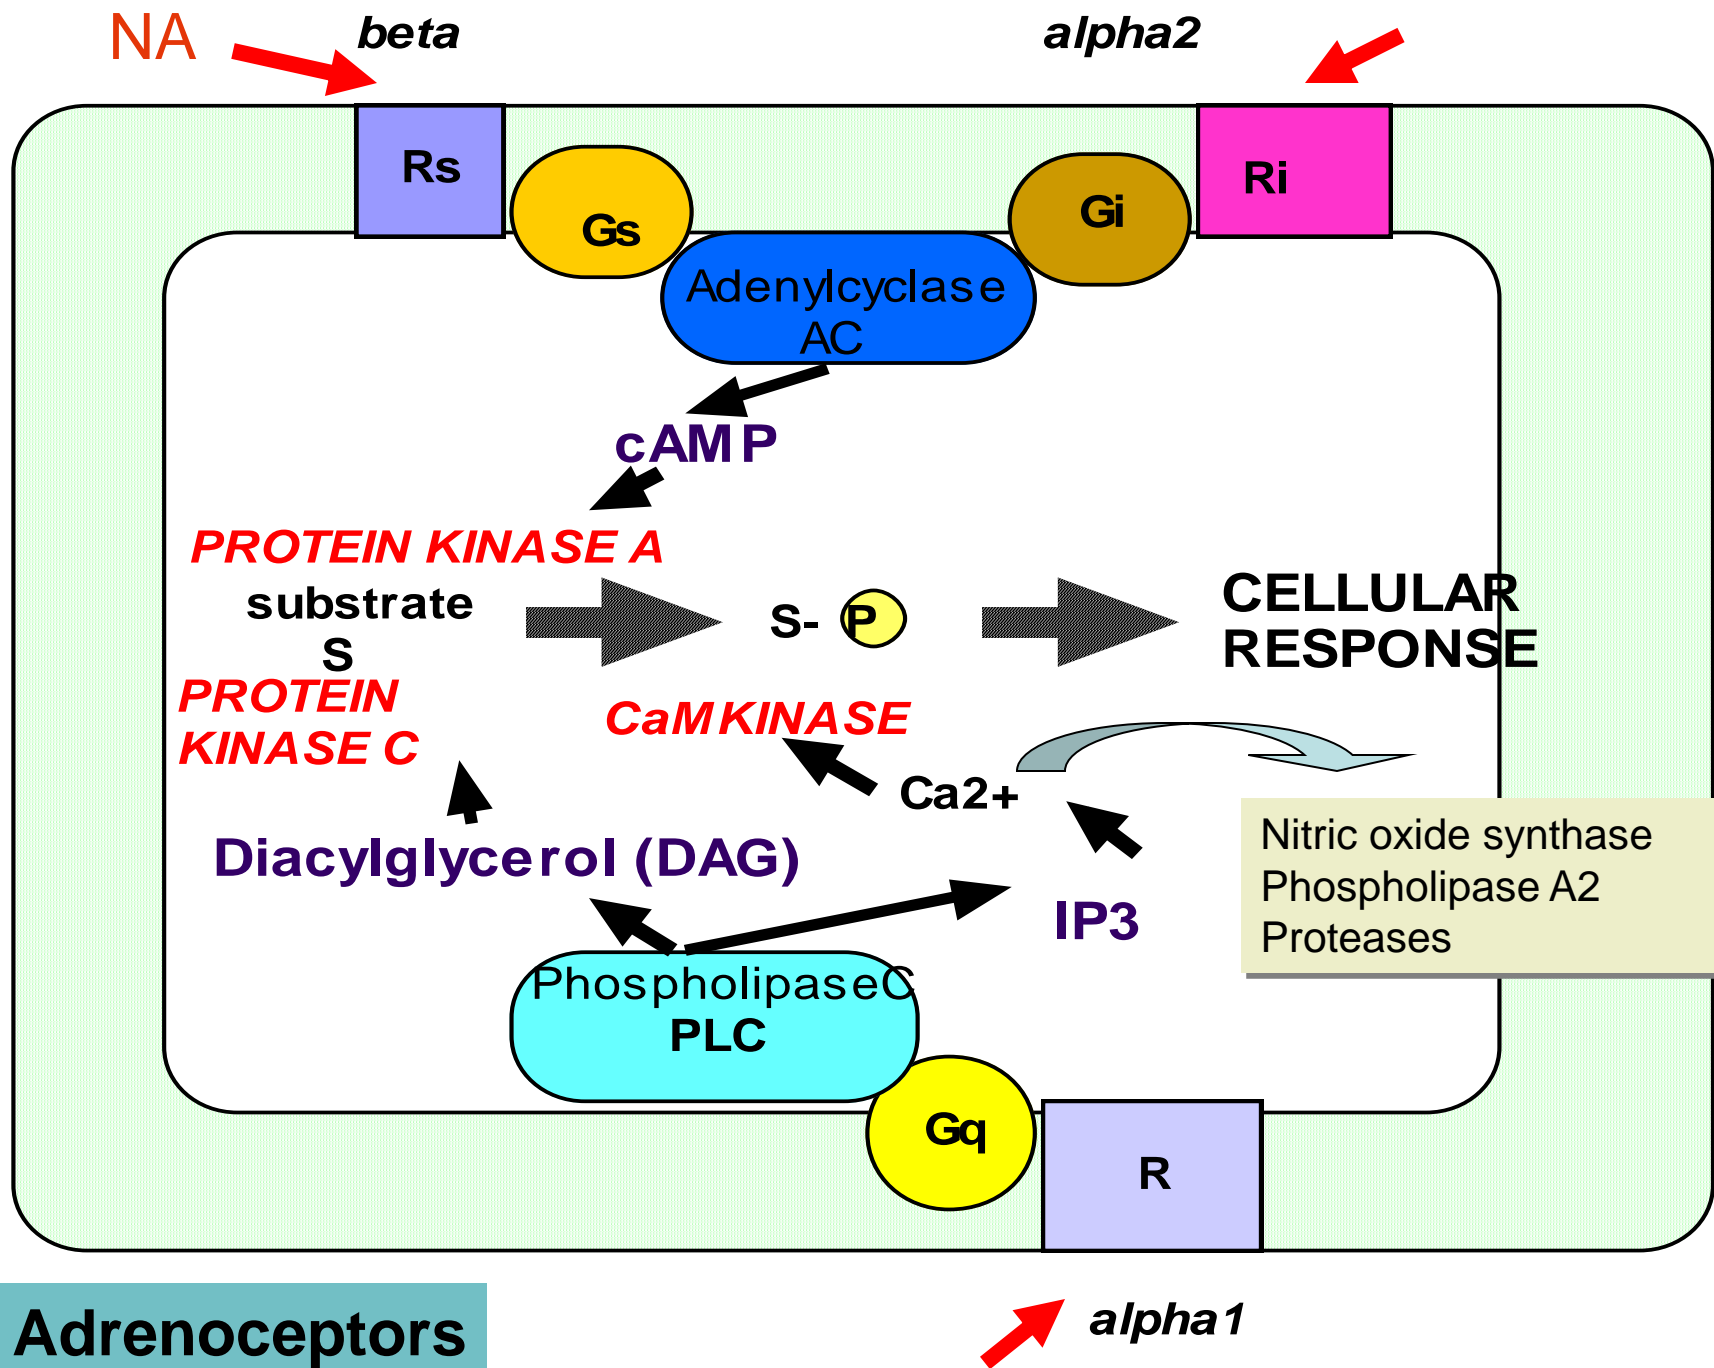 NA
beta
alpha2
Rs
Gs
Gi
Ri
Adenylcyclase
AC
cAMP
PROTEIN KINASE A
substrate
S
S- P
CELLULAR
RESPONSE
PROTEIN
KINASE C
CaM KINASE
Ca2+
Diacylglycerol (DAG)
IP3
Nitric oxide synthase
Phospholipase A2
Proteases
Phospholipase C
PLC
Gq
R
alpha1
Adrenoceptors